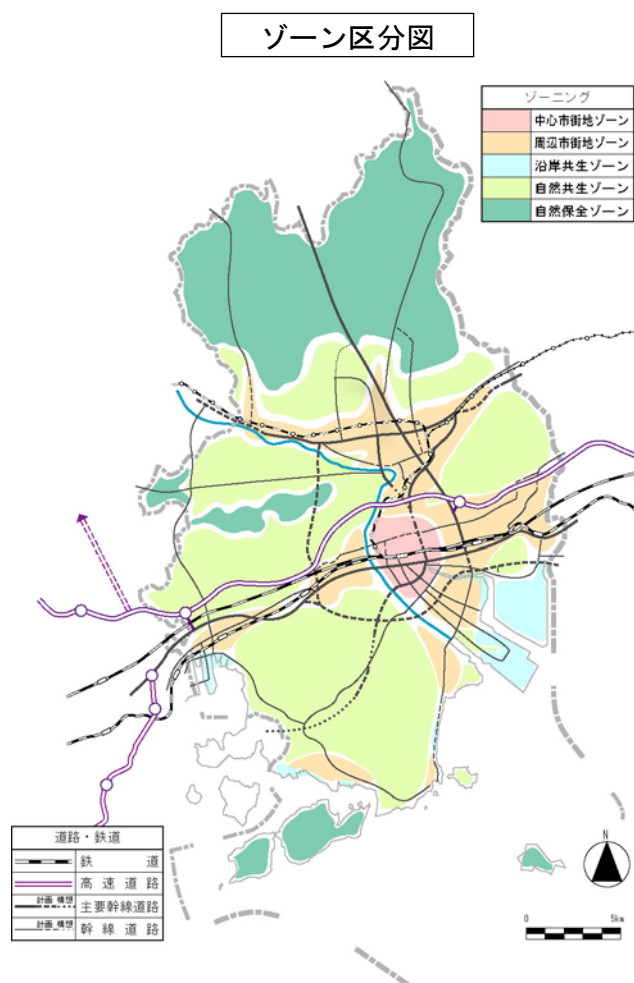 ゾーン区分図
ゾーニング
中心市街地ゾーン
周辺市街地ゾーン
沿岸共生ゾーン
自然共生ゾーン
自然保全ゾーン
道路・鉄道
鉄 道
高速道路
計画 構想
主要幹線道路
計画 構想
幹線道路
N
0 5km